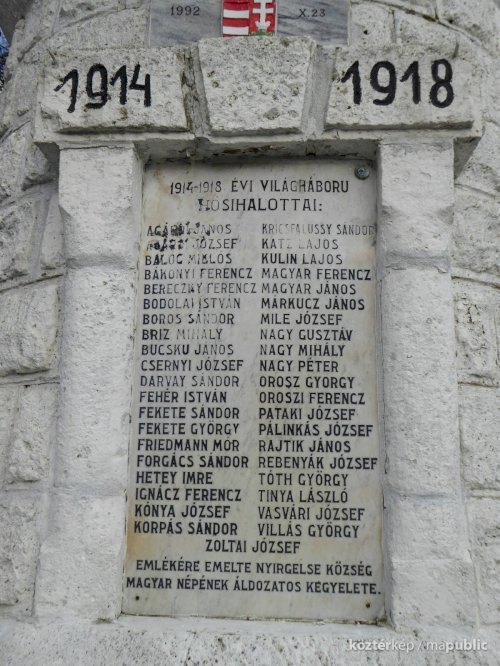 1992 X.23
1914 1918
1914-1918 ÉVI VILÁGHÁBORU
HŐSIHALOTTAI:
JÁNOS
JÓZSEF
BALOG MIKLÓS
BAKONYI FERENCZ
BERECZKY FERENCZ
BODOLAI ISTVÁN
BOROS SÁNDOR
BRIZ MIHÁLY
BUCSKU JÁNOS
CSERNYI JÓZSEF
DARVAY SÁNDOR
FEHÉR ISTVÁN
FEKETE SÁNDOR
FEKETE GYÖRGY
FRIEDMANN MÓR
FORGÁCS SÁNDOR
HETEY IMRE
IGNÁCZ FERENCZ
KÓNYA JÓZSEF
KORPÁS SÁNDOR
KRICSFALUSSY SÁNDOR
KATZ LAJOS
KULIN LAJOS
MAGYAR FERENCZ
MAGYAR JÁNOS
MÁRKUCZ JÁNOS
MILE JÓZSEF
NAGY GUSZTÁV
NAGY MIHÁLY
NAGY PÉTER
OROSZ GYÖRGY
OROSZI FERENCZ
PATAKI JÓZSEF
PÁLINKÁS JÓZSEF
RAJTIK JÁNOS
REBENYÁK JÓZSEF
TÓTH GYÖRGY
TINYA LÁSZLÓ
VASVÁRI JÓZSEF
VILLÁS GYÖRGY
ZOLTAI JÓZSEF
EMLÉKÉRE EMELTE NYIRGELSE KÖZSÉG
MAGYAR NÉPÉNEK ÁLDOZATOS KEGYELETE.
köztérkép / mapublic